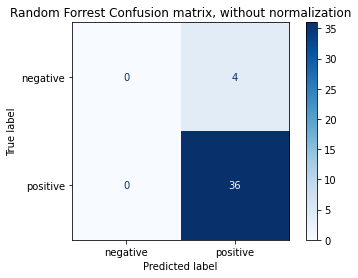 Random Forrest Confusion matrix, without normalization
negative
0
4
positive
0
36
negative
positive
True label
Predicted label
35
30
25
20
15
10
5
0